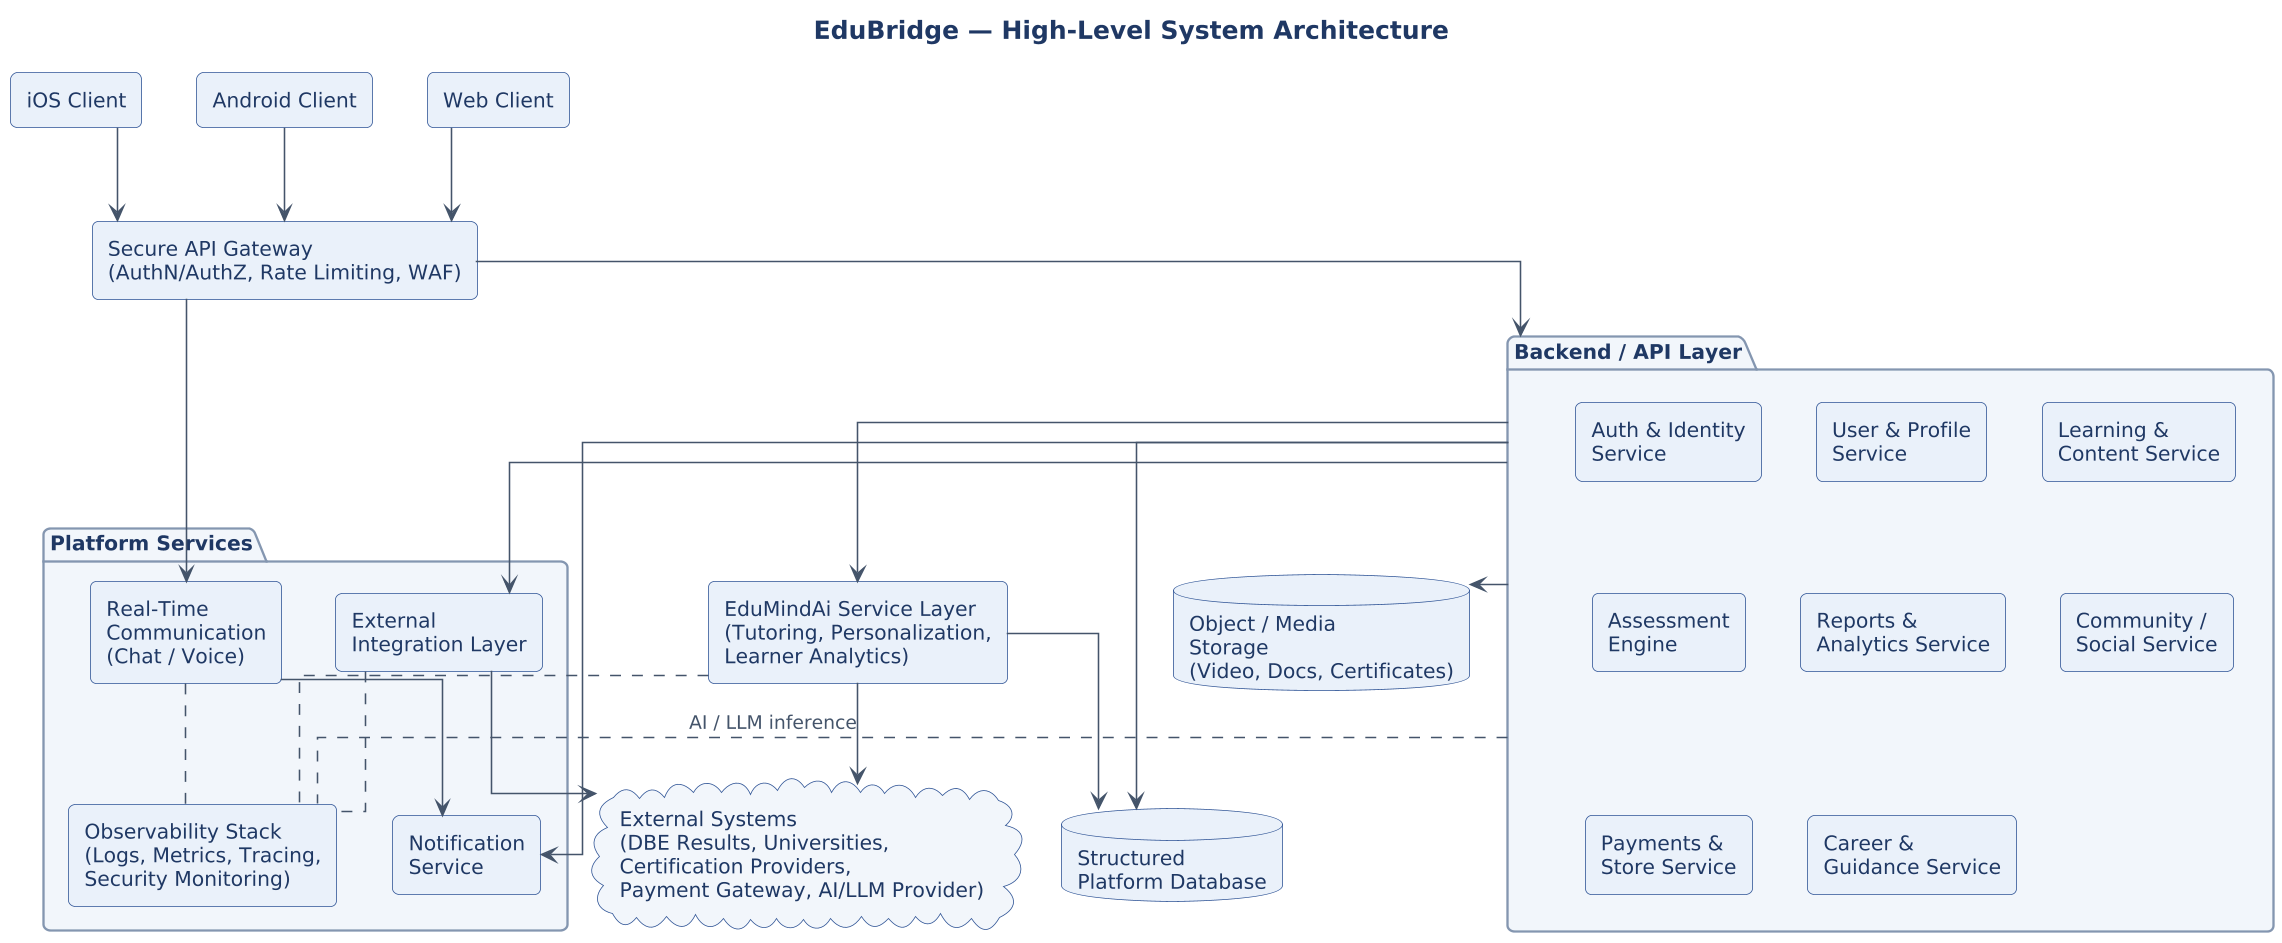 EduBridge — High-Level System Architecture
iOS Client
Android Client
Web Client
Secure API Gateway
(AuthN/AuthZ, Rate Limiting, WAF)
Backend / API Layer
Auth & Identity
Service
User & Profile
Service
Learning &
Content Service
Platform Services
Real-Time
Communication
(Chat / Voice)
External
Integration Layer
EduMindAi Service Layer
(Tutoring, Personalization,
Learner Analytics)
Object / Media
Storage
(Video, Docs, Certificates)
Assessment
Engine
Reports &
Analytics Service
Community /
Social Service
AI / LLM inference
Observability Stack
(Logs, Metrics, Tracing,
Security Monitoring)
Notification
Service
External Systems
(DBE Results, Universities,
Certification Providers,
Payment Gateway, AI/LLM Provider)
Structured
Platform Database
Payments &
Store Service
Career &
Guidance Service